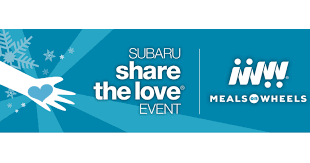 SUBARU
share
the love®
EVENT
MEALS ON WHEELS